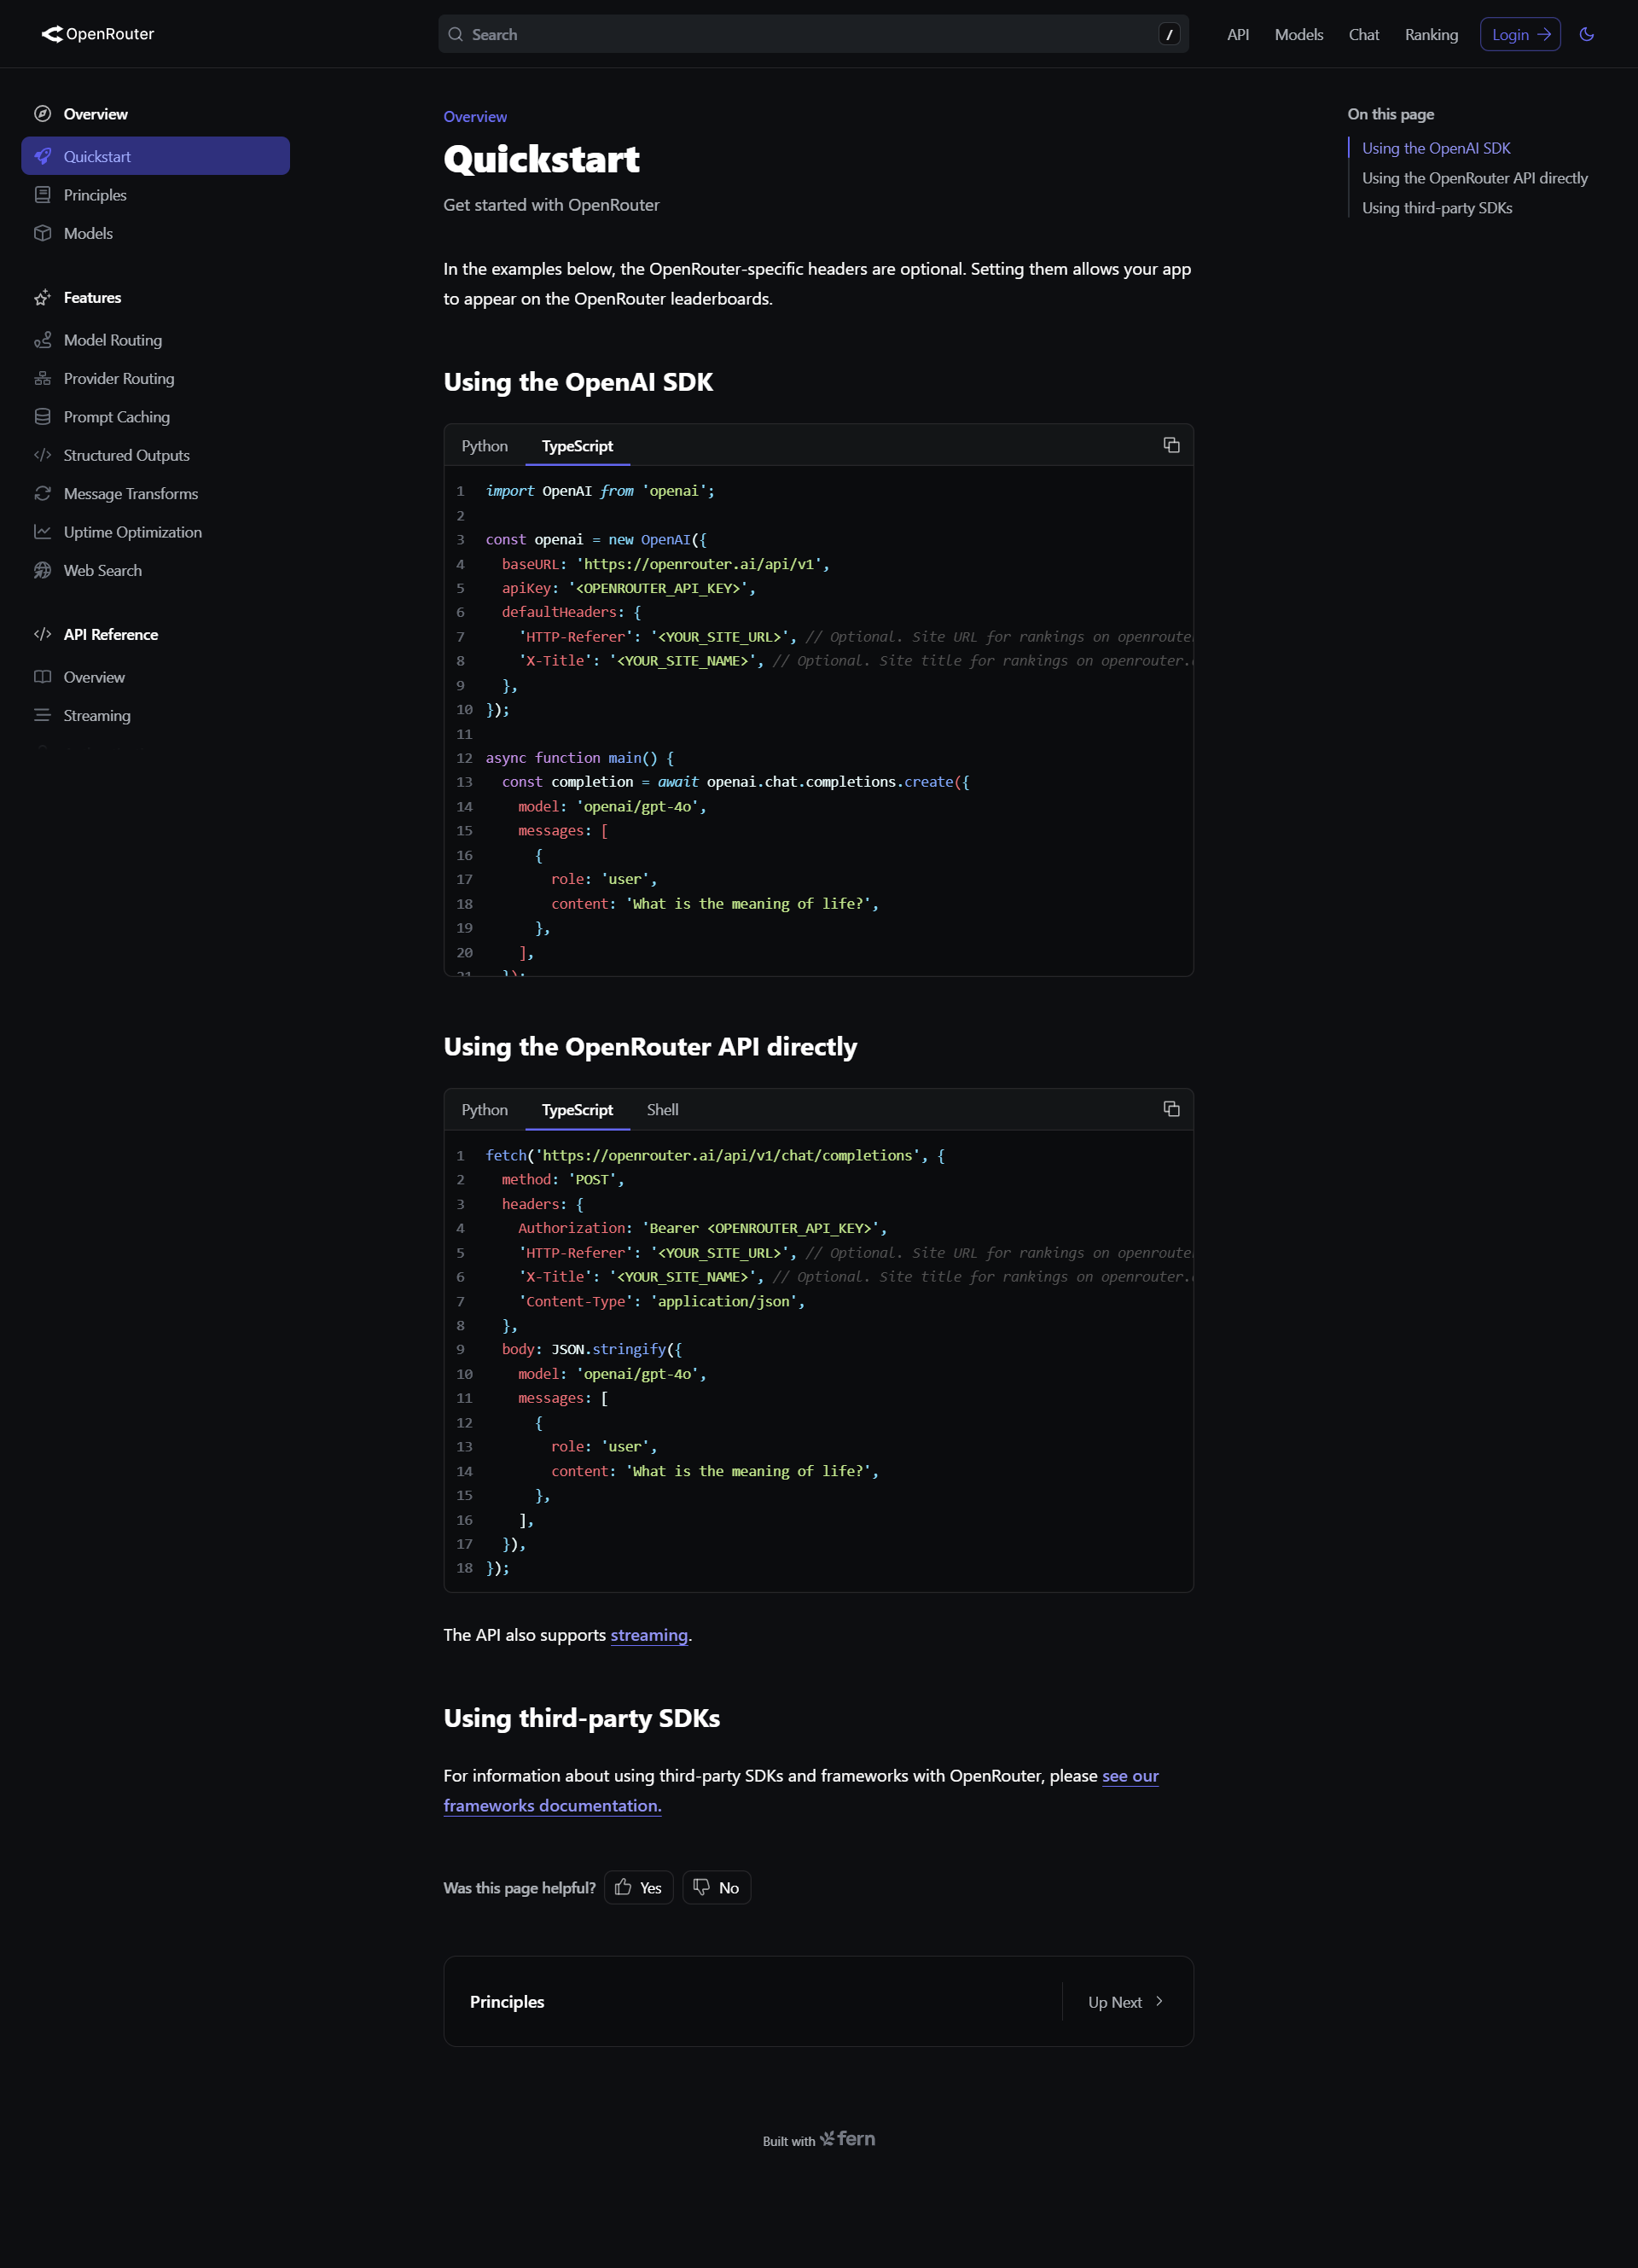 OpenRouter
Search
/
API
Models
Chat
Ranking
Login
Overview
Quickstart
Principles
Models
Features
Model Routing
Provider Routing
Prompt Caching
Structured Outputs
Message Transforms
Uptime Optimization
Web Search
API Reference
Overview
Streaming
Overview
Quickstart
Get started with OpenRouter
In the examples below, the OpenRouter-specific headers are optional. Setting them allows your app
to appear on the OpenRouter leaderboards.
Using the OpenAI SDK
Python TypeScript
1 import OpenAI from 'openai';
2
3 const openai = new OpenAI({
4 baseURL: 'https://openrouter.ai/api/v1',
5 apiKey: '<OPENROUTER_API_KEY>',
6 defaultHeaders: {
7 'HTTP-Referer': '<YOUR_SITE_URL>', // Optional. Site URL for rankings on openrouter.
8 'X-Title': '<YOUR_SITE_NAME>', // Optional. Site title for rankings on openrouter.
9 },
10 });
11
12 async function main() {
13 const completion = await openai.chat.completions.create({
14 model: 'openai/gpt-4o',
15 messages: [
16 {
17 role: 'user',
18 content: 'What is the meaning of life?',
19 },
20 ],
21 });
Using the OpenRouter API directly
Python TypeScript Shell
1 fetch('https://openrouter.ai/api/v1/chat/completions', {
2 method: 'POST',
3 headers: {
4 Authorization: 'Bearer <OPENROUTER_API_KEY>',
5 'HTTP-Referer': '<YOUR_SITE_URL>', // Optional. Site URL for rankings on openrouter.
6 'X-Title': '<YOUR_SITE_NAME>', // Optional. Site title for rankings on openrouter.
7 'Content-Type': 'application/json',
8 },
9 body: JSON.stringify({
10 model: 'openai/gpt-4o',
11 messages: [
12 {
13 role: 'user',
14 content: 'What is the meaning of life?',
15 },
16 ],
17 }),
18 });
The API also supports streaming.
Using third-party SDKs
For information about using third-party SDKs and frameworks with OpenRouter, please see our
frameworks documentation.
Was this page helpful? Yes No
Principles
Up Next
Built with fern
On this page
Using the OpenAI SDK
Using the OpenRouter API directly
Using third-party SDKs